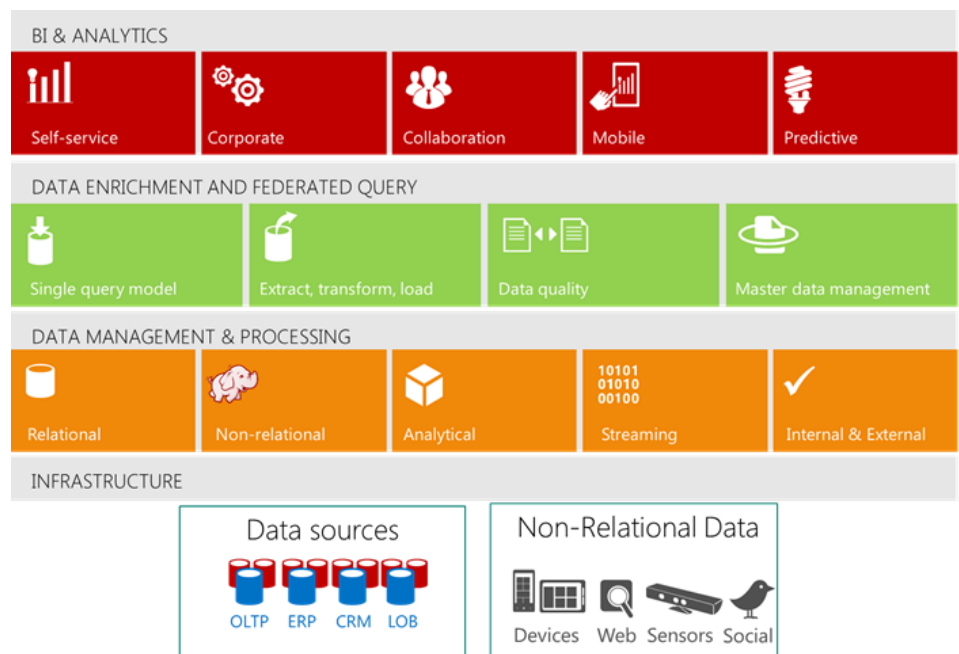 BI & ANALYTICS
Self-service
Corporate
Collaboration
Mobile
Predictive
DATA ENRICHMENT AND FEDERATED QUERY
Single query model
Extract, transform, load
Data quality
Master data management
DATA MANAGEMENT & PROCESSING
10101
01010
00100
Relational
Non-relational
Analytical
Streaming
Internal & External
INFRASTRUCTURE
Data sources
OLTP
ERP
CRM
LOB
Non-Relational Data
Devices
Web
Sensors
Social